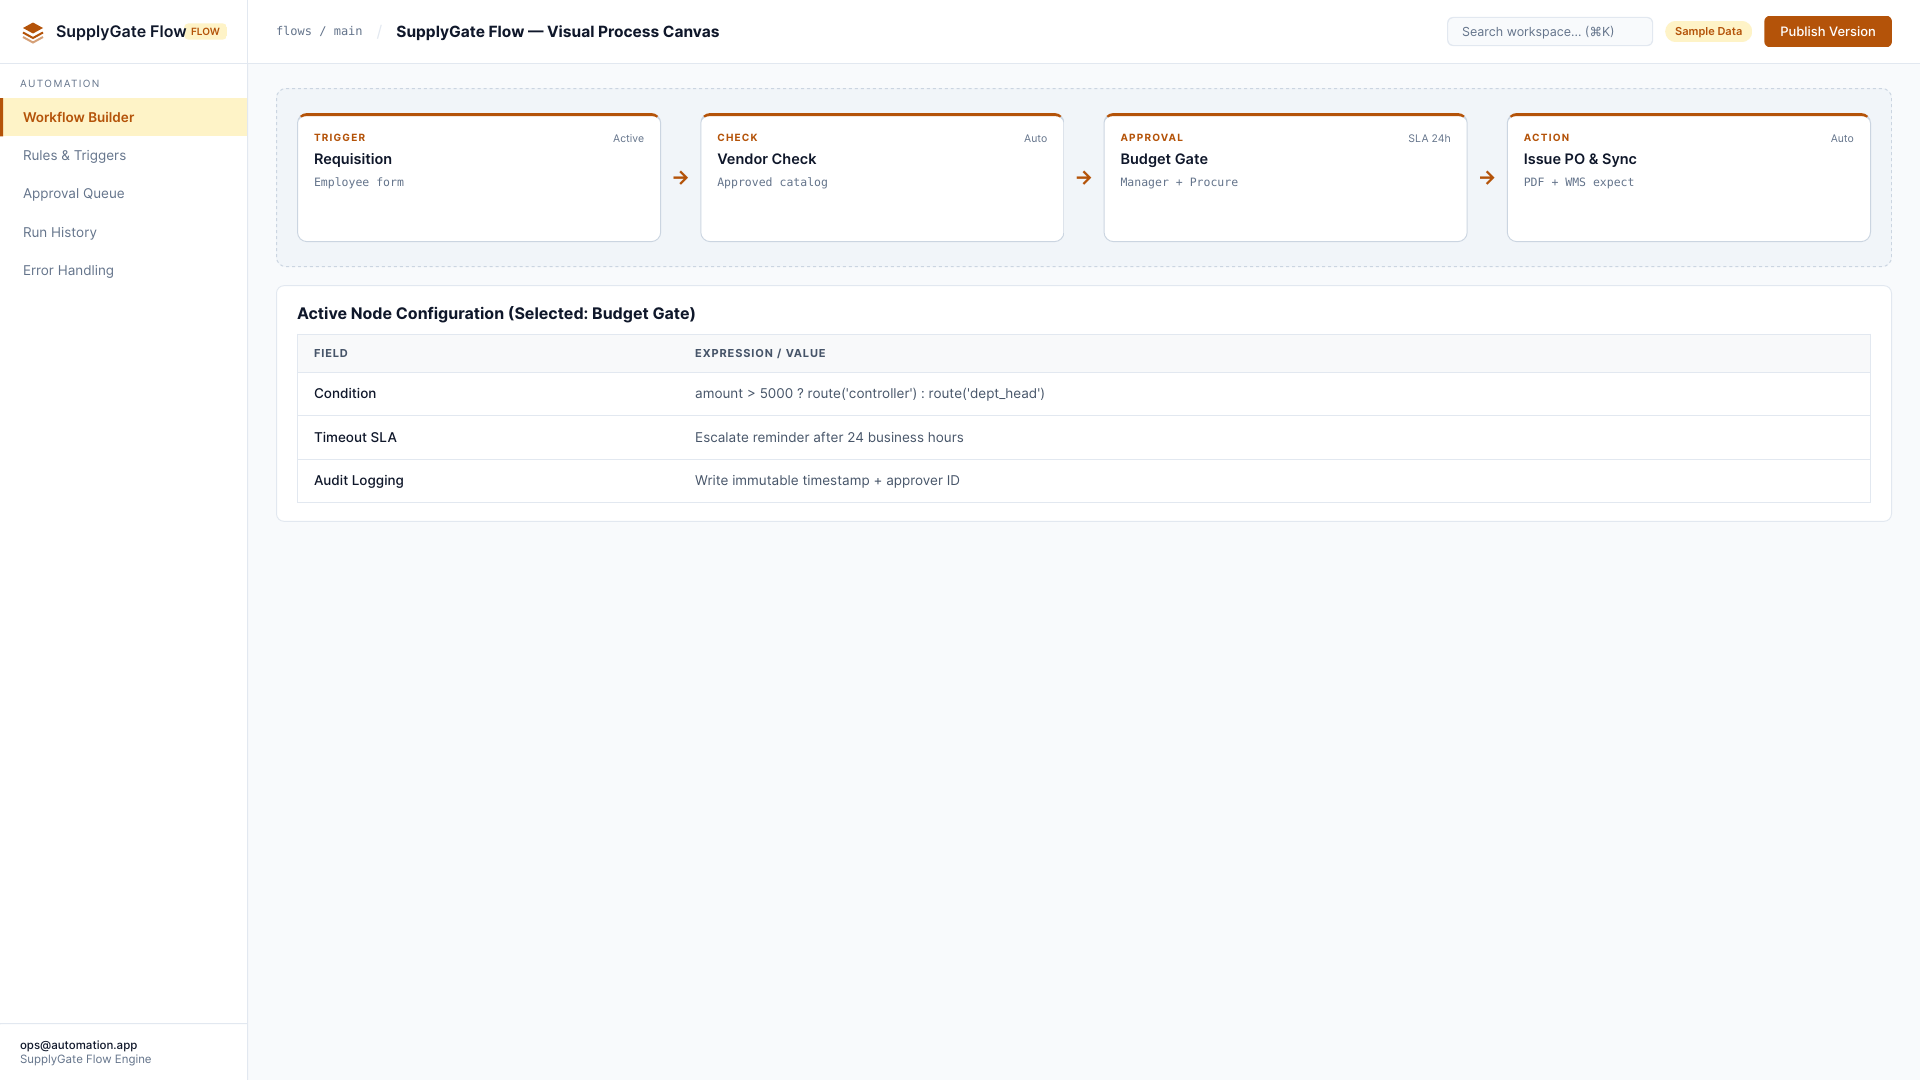 SupplyGate Flow FLOW
flows / main / SupplyGate Flow — Visual Process Canvas
Search workspace... (⌘K)
Sample Data
Publish Version
AUTOMATION
Workflow Builder
Rules & Triggers
Approval Queue
Run History
Error Handling
TRIGGER Active
Requisition
Employee form
→
CHECK Auto
Vendor Check
Approved catalog
→
APPROVAL SLA 24h
Budget Gate
Manager + Procure
→
ACTION Auto
Issue PO & Sync
PDF + WMS expect
Active Node Configuration (Selected: Budget Gate)
FIELD EXPRESSION / VALUE
Condition amount > 5000 ? route('controller') : route('dept_head')
Timeout SLA Escalate reminder after 24 business hours
Audit Logging Write immutable timestamp + approver ID
ops@automation.app
SupplyGate Flow Engine